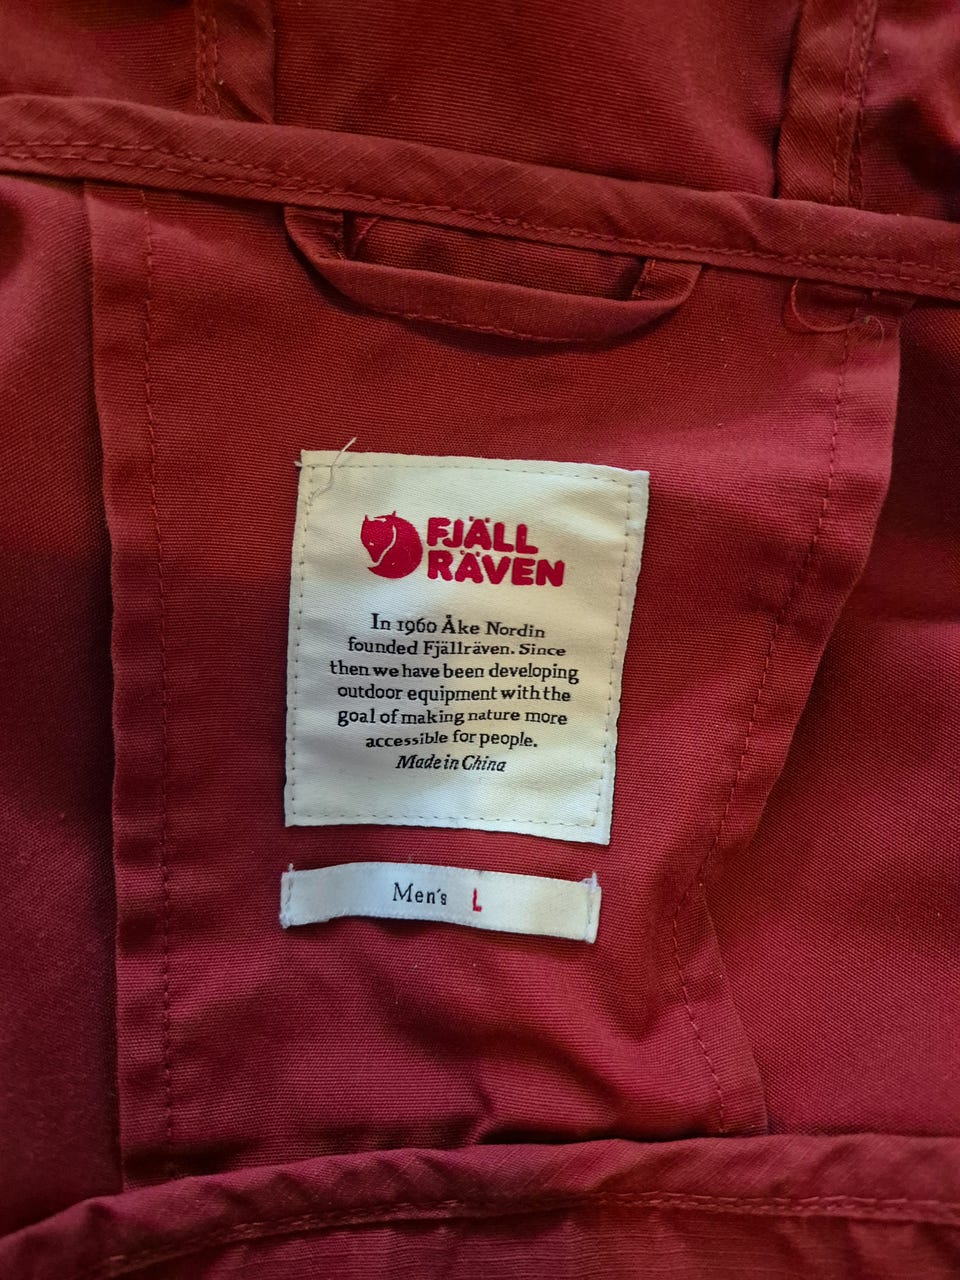 FJÄLL
RÄVEN
In 1960 Åke Nordin
founded Fjällräven. Since
then we have been developing
outdoor equipment with the
goal of making nature more
accessible for people.
Made in China
Men's L